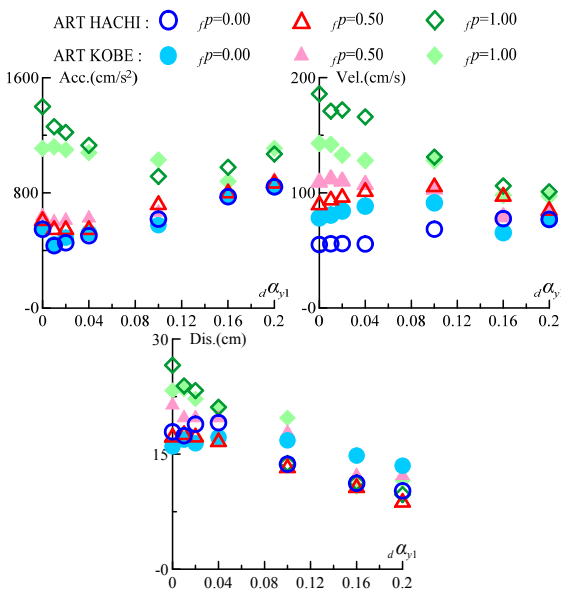 ART HACHI : fp=0.00 fp=0.50 fp=1.00
ART KOBE : fp=0.00 fp=0.50 fp=1.00
Acc.(cm/s²) Vel.(cm/s)
1600 200
800 100
dαy1 dαy
-0 -0
0 0.04 0.08 0.12 0.16 0.2 0 0.04 0.08 0.12 0.16 0.2
Dis.(cm)
30
15
dαy1
-0
0 0.04 0.08 0.12 0.16 0.2